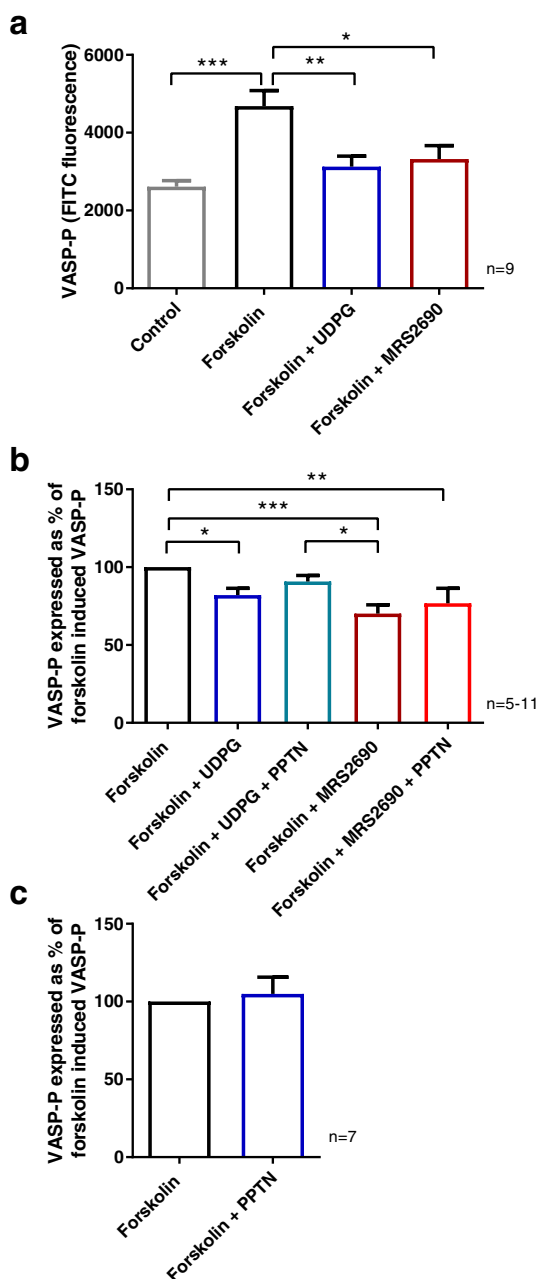 a
VASP-P (FITC fluorescence)
6000
4000
2000
0
***
**
*
n=9
Control
Forskolin
Forskolin + UDPG
Forskolin + MRS2690
b
VASP-P expressed as % of
forskolin induced VASP-P
150
100
50
0
**
***
*
*
n=5-11
Forskolin
Forskolin + UDPG
Forskolin + UDPG + PPTN
Forskolin + MRS2690
Forskolin + MRS2690 + PPTN
c
VASP-P expressed as % of
forskolin induced VASP-P
150
100
50
0
n=7
Forskolin
Forskolin + PPTN